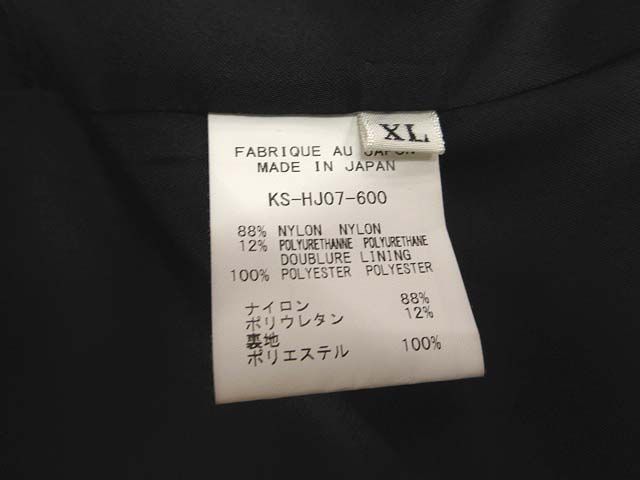 XL
FABRIQUE AU JAPON
MADE IN JAPAN
KS-HJ07-600
88% NYLON NYLON
12% POLYURETHANNE POLYURETHANE
DOUBLURE LINING
100% POLYESTER POLYESTER
ナイロン 88%
ポリウレタン 12%
裏地
ポリエステル 100%